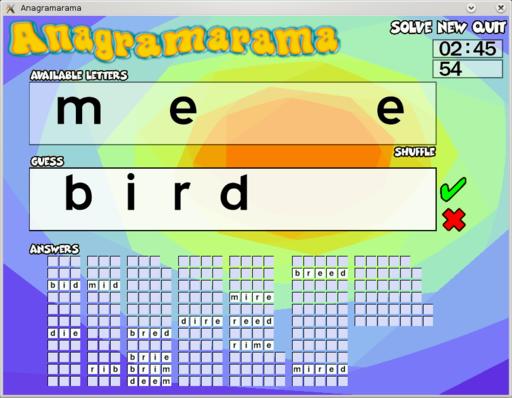 Anagramarama
Anagramarama
SOLVE NEW QUIT
02:45
54
AVAILABLE LETTERS
m e e
SHUFFLE
GUESS
b i r d
ANSWERS
breed
bid mid
mire
dire reed
die bred
rime
brie
rib brim mired
deem